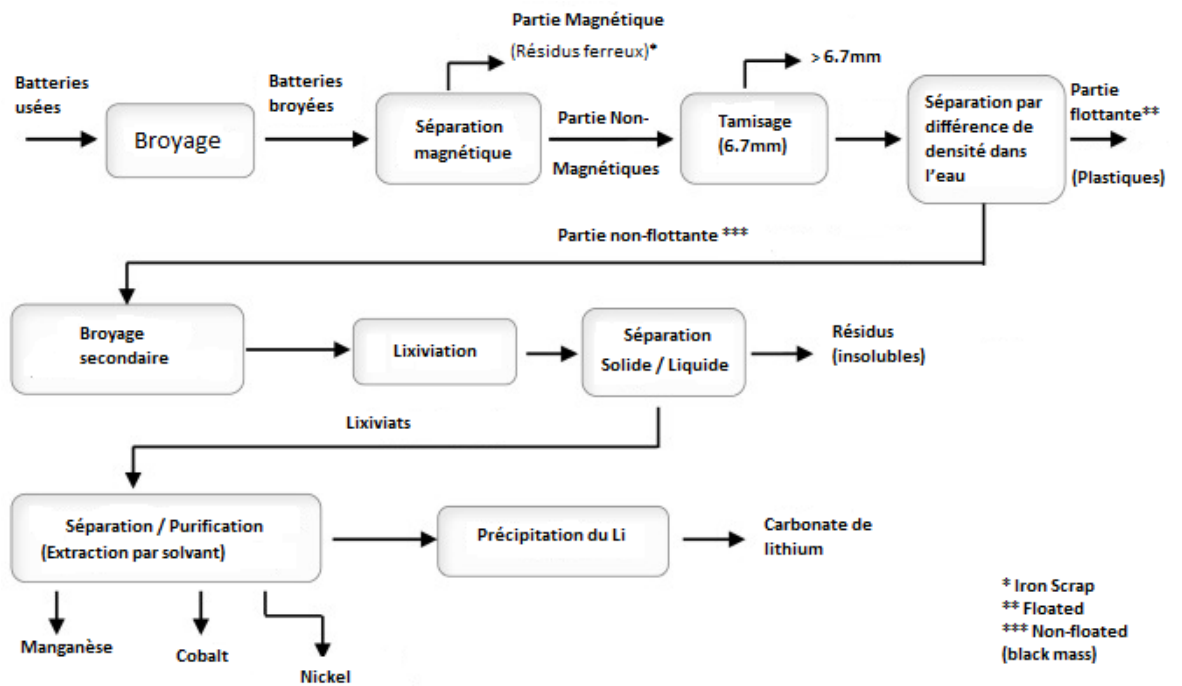 Partie Magnétique
(Résidus ferreux)*
> 6.7mm
Batteries
usées
Broyage
Batteries
broyées
Séparation
magnétique
Partie Non-
Magnétiques
Tamisage
(6.7mm)
Séparation par
différence de
densité dans
l'eau
Partie
flottante**
(Plastiques)
Partie non-flottante ***
Broyage
secondaire
Lixiviation
Séparation
Solide / Liquide
Résidus
(insolubles)
Lixiviats
Séparation / Purification
(Extraction par solvant)
Précipitation du Li
Carbonate de
lithium
Manganèse
Cobalt
Nickel
* Iron Scrap
** Floated
*** Non-floated
(black mass)